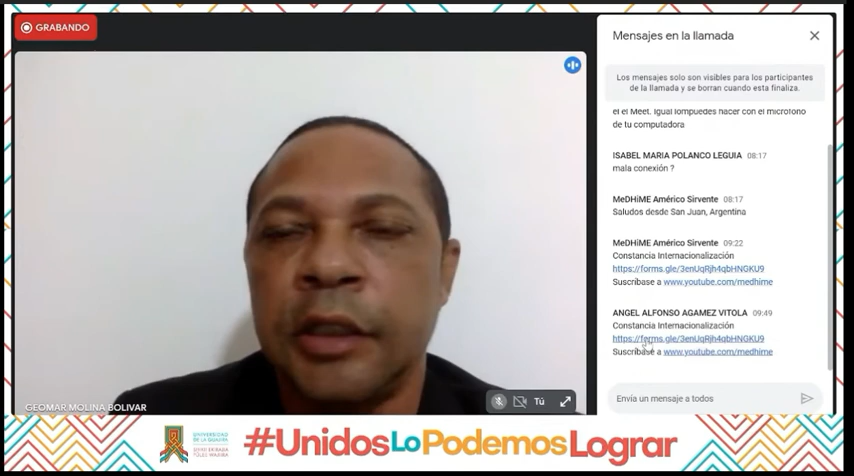 GRABANDO
GEOMAR MOLINA BOLIVAR
Tú
Mensajes en la llamada
Los mensajes solo son visibles para los participantes
de la llamada y se borran cuando esta finaliza.
el el Meet. Igual lompuedes hacer con el microfono
de tu computadora
ISABEL MARIA POLANCO LEGUIA 08:17
mala conexión ?
MeDHiME Américo Sirvente 08:17
Saludos desde San Juan, Argentina
MeDHiME Américo Sirvente 09:22
Constancia Internacionalización
https://forms.gle/3enUqRjh4qbHNGKU9
Suscríbase a www.youtube.com/medhime
ANGEL ALFONSO AGAMEZ VITOLA 09:49
Constancia Internacionalización
https://forms.gle/3enUqRjh4qbHNGKU9
Suscríbase a www.youtube.com/medhime
Envía un mensaje a todos
UNIVERSIDAD
DE LA GUAJIRA
#UnidosLoPodemosLograr